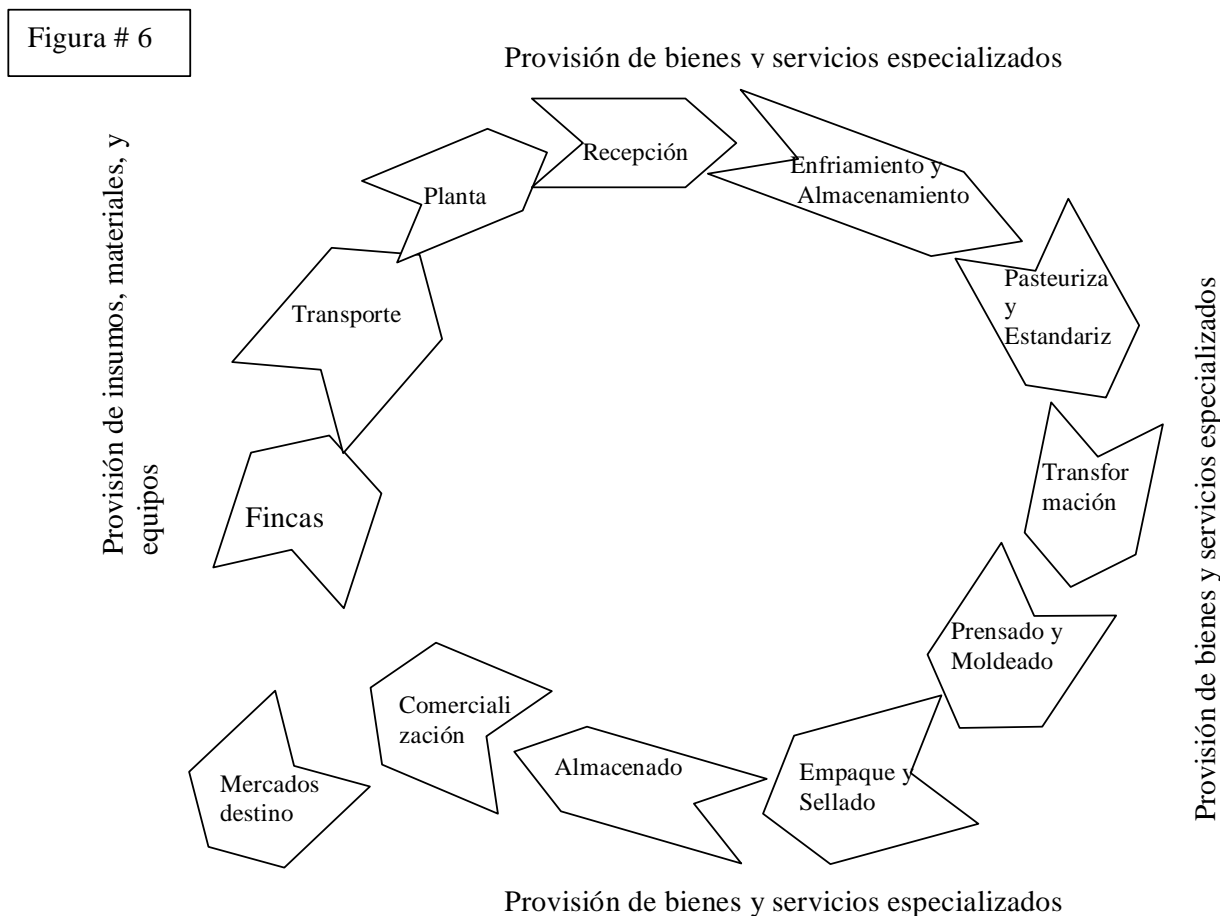 Figura # 6
Provisión de bienes y servicios especializados
Provisión de insumos, materiales, y
equipos
Recepción
Planta
Enfriamiento y
Almacenamiento
Transporte
Pasteuriza
y
Estandariz
Provisión de bienes y servicios especializados
Fincas
Transfor
mación
Prensado y
Moldeado
Comerciali
zación
Mercados
destino
Almacenado
Empaque y
Sellado
Provisión de bienes y servicios especializados